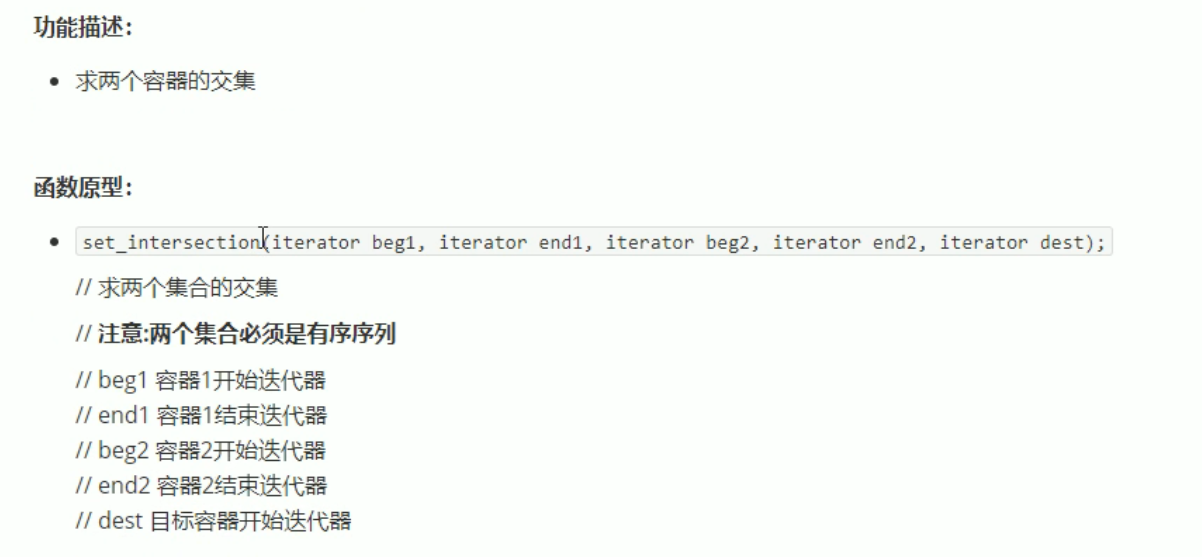 功能描述：
• 求两个容器的交集
函数原型：
• set_intersection(iterator beg1, iterator end1, iterator beg2, iterator end2, iterator dest);
// 求两个集合的交集
// 注意:两个集合必须是有序序列
// beg1 容器1开始迭代器
// end1 容器1结束迭代器
// beg2 容器2开始迭代器
// end2 容器2结束迭代器
// dest 目标容器开始迭代器